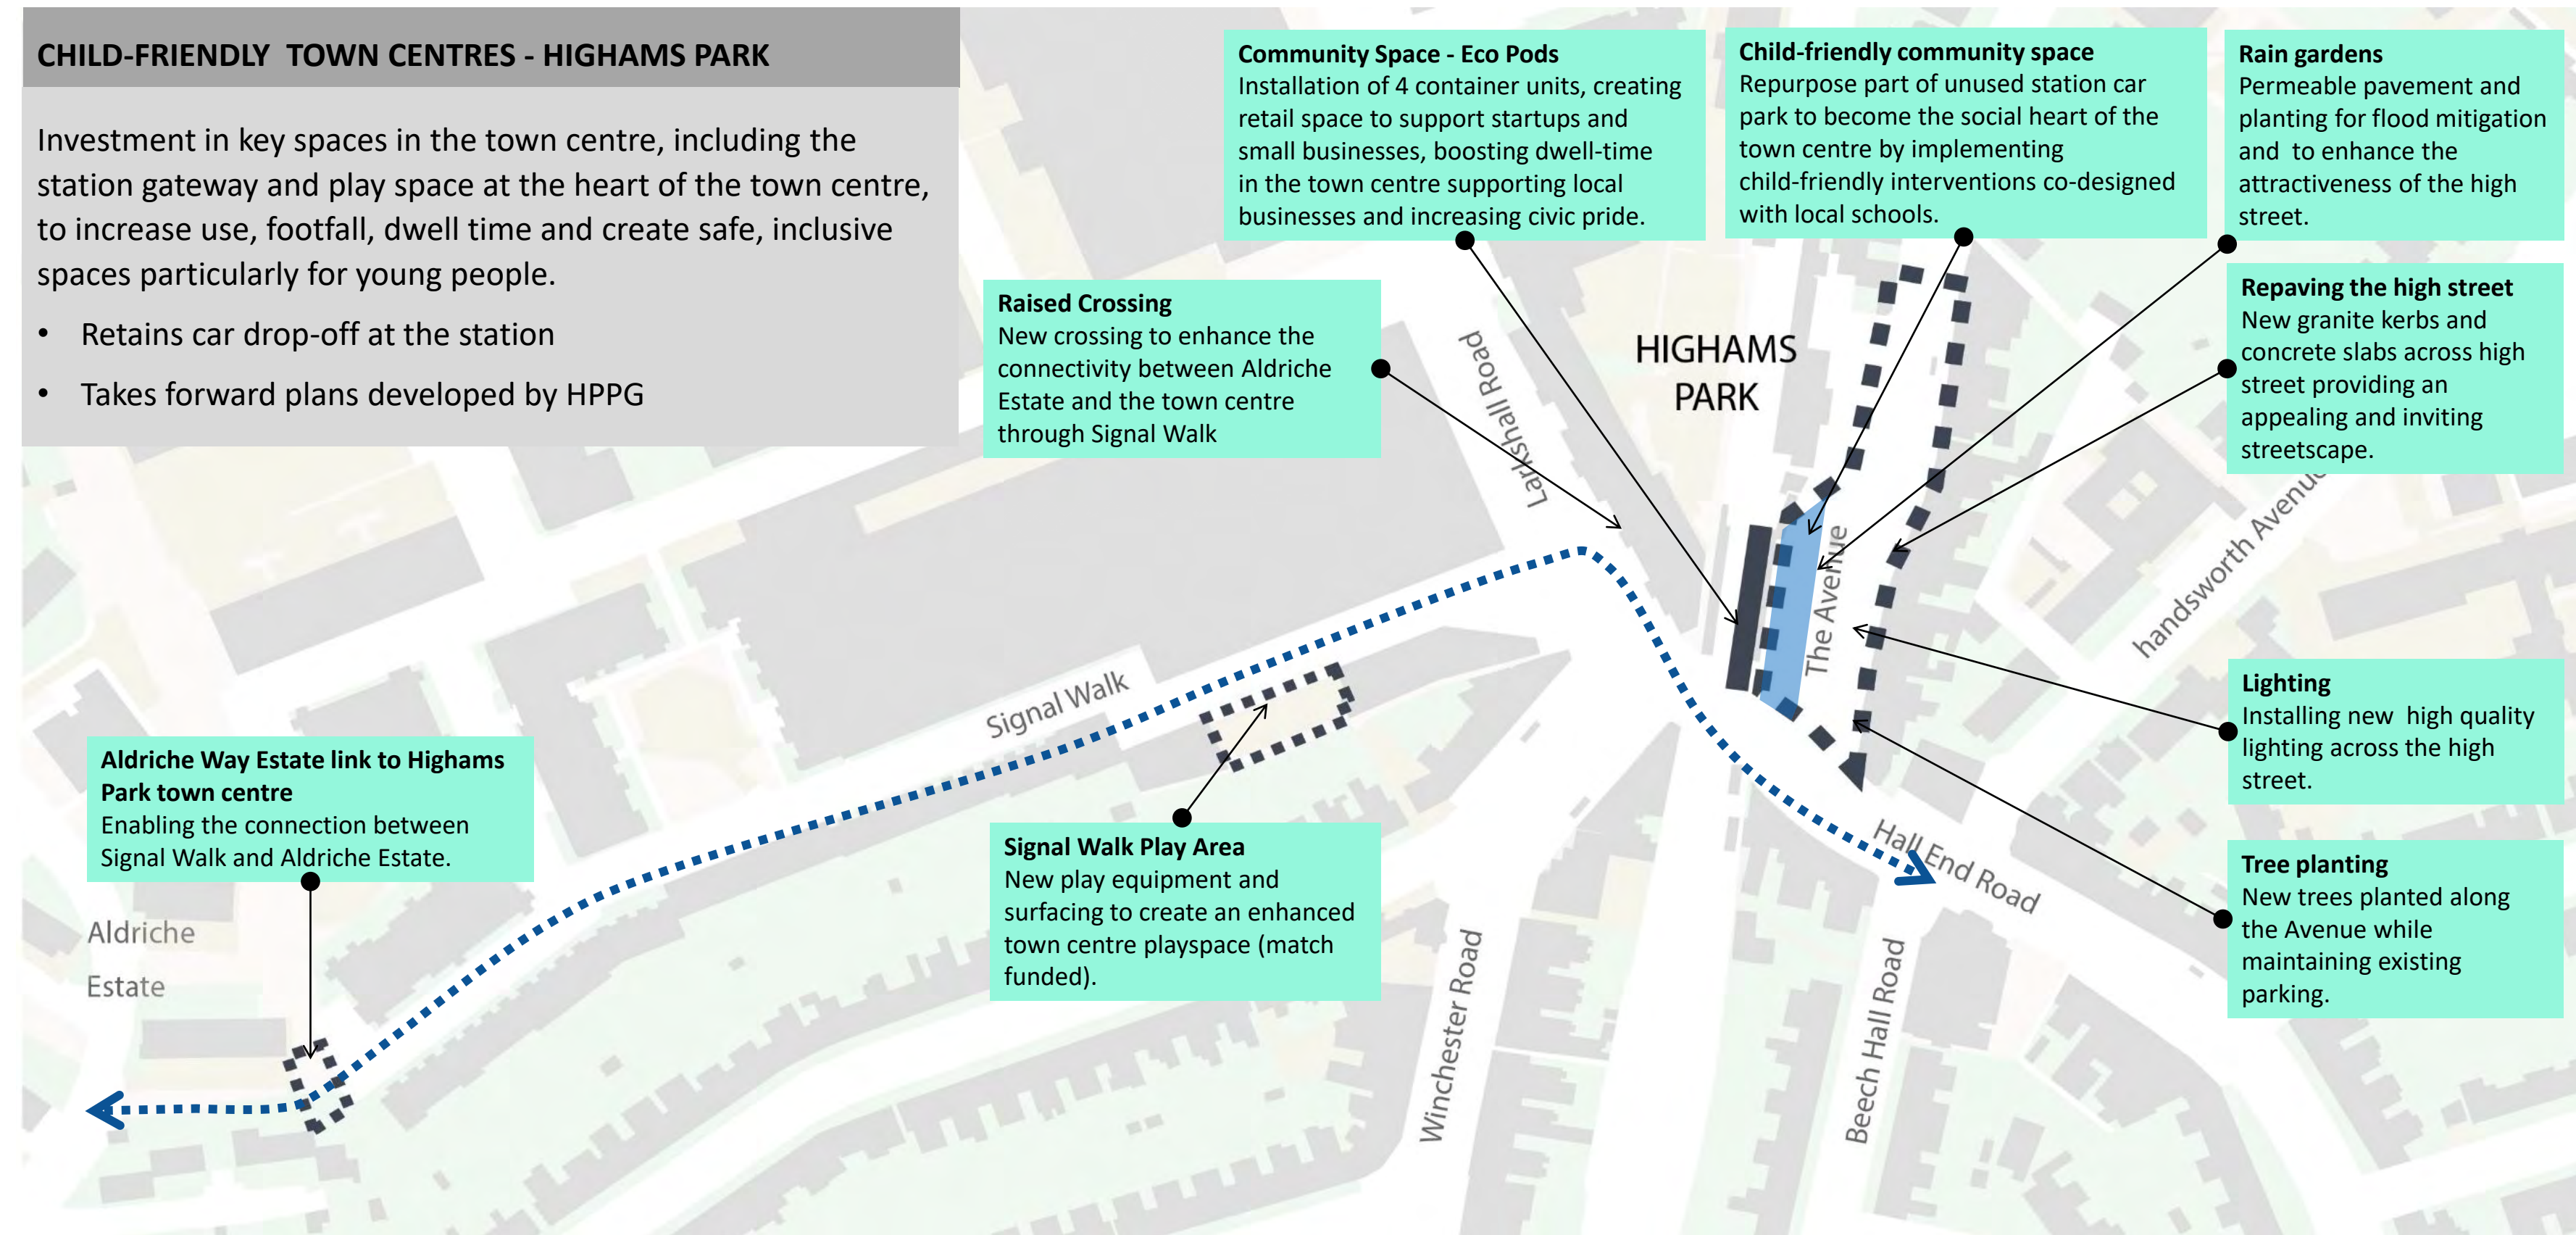 CHILD-FRIENDLY TOWN CENTRES - HIGHAMS PARK
Investment in key spaces in the town centre, including the
station gateway and play space at the heart of the town centre,
to increase use, footfall, dwell time and create safe, inclusive
spaces particularly for young people.
• Retains car drop-off at the station
• Takes forward plans developed by HPPG
Community Space - Eco Pods
Installation of 4 container units, creating
retail space to support startups and
small businesses, boosting dwell-time
in the town centre supporting local
businesses and increasing civic pride.
Child-friendly community space
Repurpose part of unused station car
park to become the social heart of the
town centre by implementing
child-friendly interventions co-designed
with local schools.
Rain gardens
Permeable pavement and
planting for flood mitigation
and to enhance the
attractiveness of the high
street.
Raised Crossing
New crossing to enhance the
connectivity between Aldriche
Estate and the town centre
through Signal Walk
Repaving the high street
New granite kerbs and
concrete slabs across high
street providing an
appealing and inviting
streetscape.
Larkshall Road
HIGHAMS
PARK
The Avenue
handsworth Avenue
Signal Walk
Lighting
Installing new high quality
lighting across the high
street.
Aldriche Way Estate link to Highams
Park town centre
Enabling the connection between
Signal Walk and Aldriche Estate.
Signal Walk Play Area
New play equipment and
surfacing to create an enhanced
town centre playspace (match
funded).
Hall End Road
Tree planting
New trees planted along
the Avenue while
maintaining existing
parking.
Aldriche
Estate
Winchester Road
Beech Hall Road